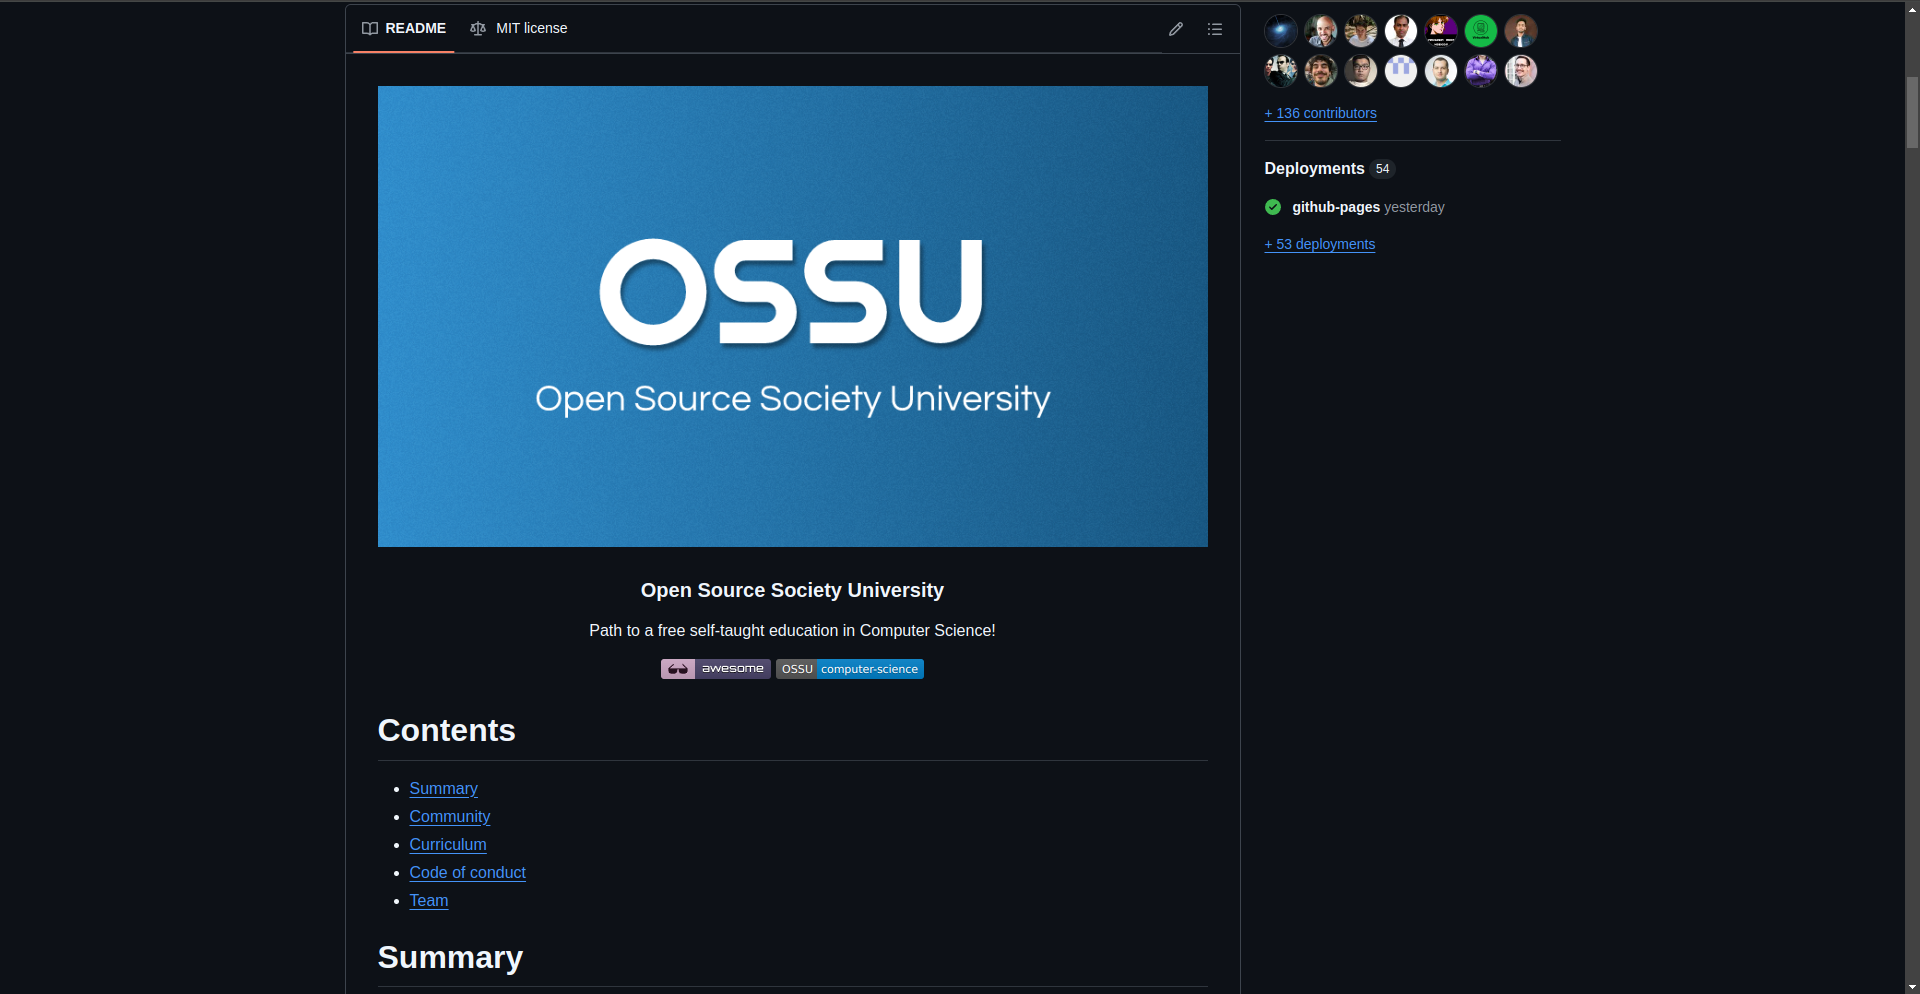 README
MIT license
OSSU
Open Source Society University
Open Source Society University
Path to a free self-taught education in Computer Science!
awesome
OSSU computer-science
Contents
Summary
Community
Curriculum
Code of conduct
Team
Summary
+ 136 contributors
Deployments 54
github-pages yesterday
+ 53 deployments